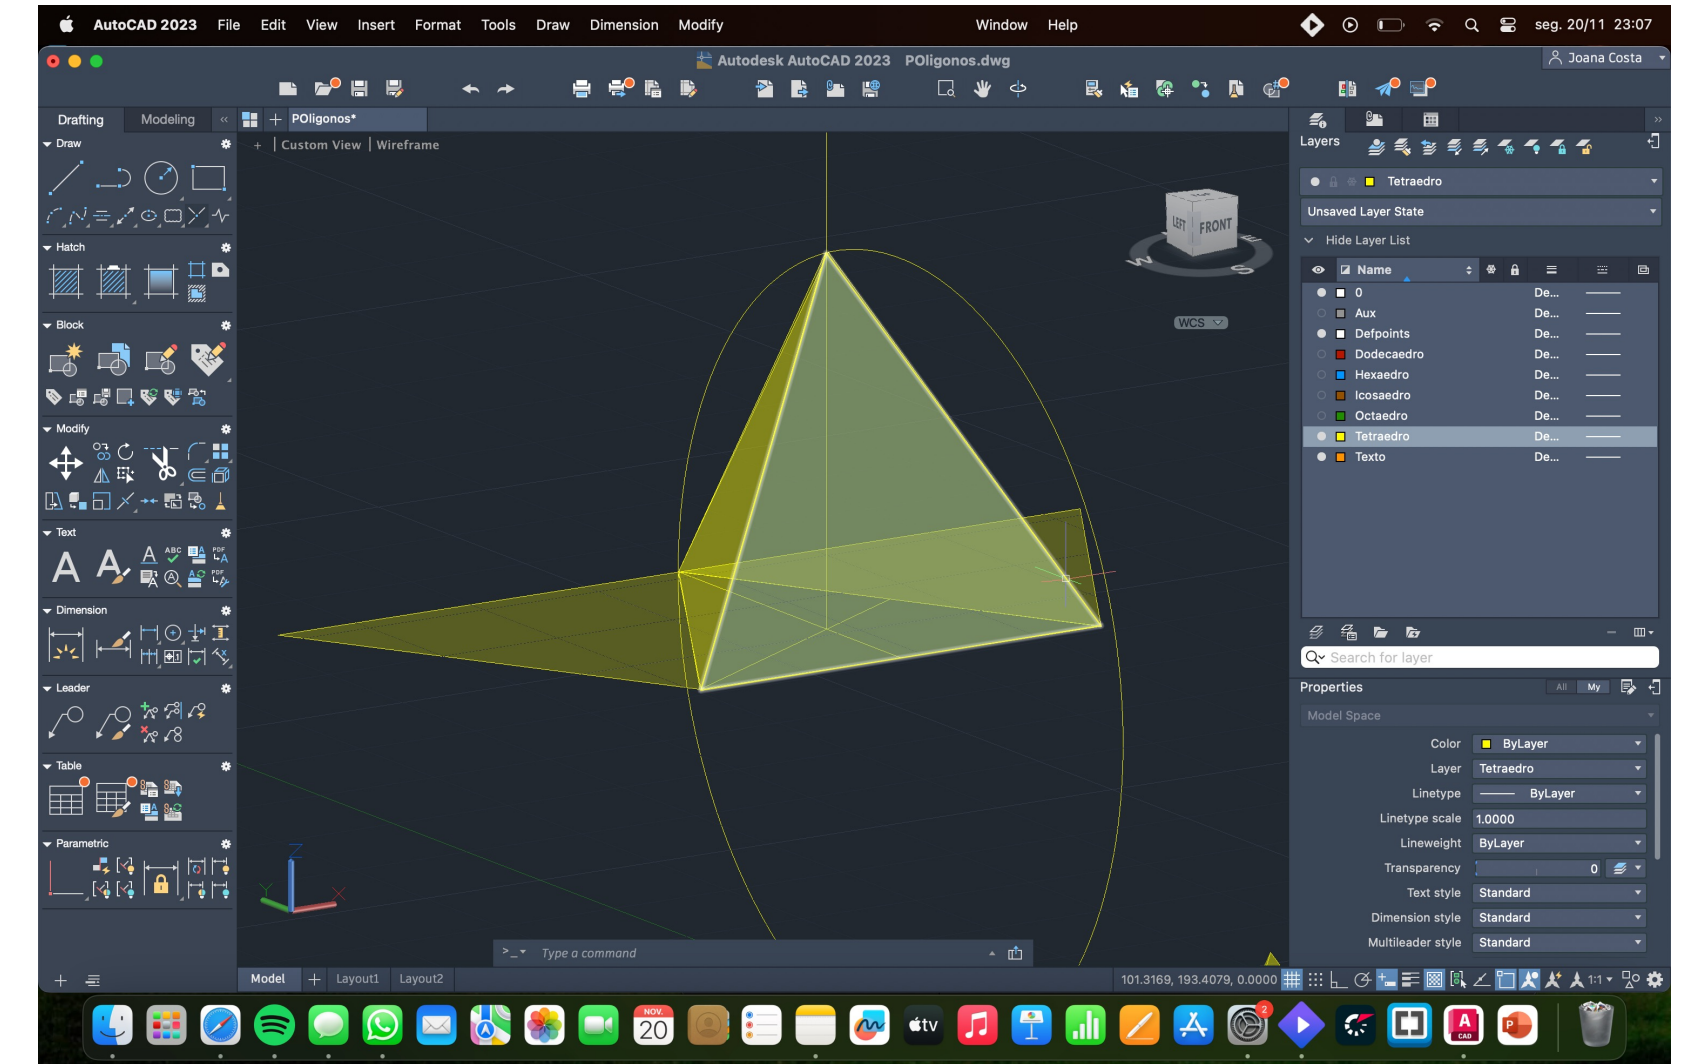 AutoCAD 2023 File Edit View Insert Format Tools Draw Dimension Modify Window Help seg. 20/11 23:07
Autodesk AutoCAD 2023 POligonos.dwg
Joana Costa
Drafting Modeling
POligonos*
Draw
+ | Custom View | Wireframe
Hatch
Block
Modify
Text
A A A ABC A PDF A
A A PDF
Dimension
Leader
Table
Parametric
TOP
LEFT FRONT
W S E
WCS
Z
Y X
>_ Type a command
Model + Layout1 Layout2
101.3169, 193.4079, 0.0000
1:1
Layers
Tetraedro
Unsaved Layer State
Hide Layer List
Name
0 De...
Aux De...
Defpoints De...
Dodecaedro De...
Hexaedro De...
Icosaedro De...
Octaedro De...
Tetraedro De...
Texto De...
Search for layer
Properties All My
Model Space
Color ByLayer
Layer Tetraedro
Linetype ByLayer
Linetype scale 1.0000
Lineweight ByLayer
Transparency 0
Text style Standard
Dimension style Standard
Multileader style Standard
NOV.
20
tv
A
CAD
P
2